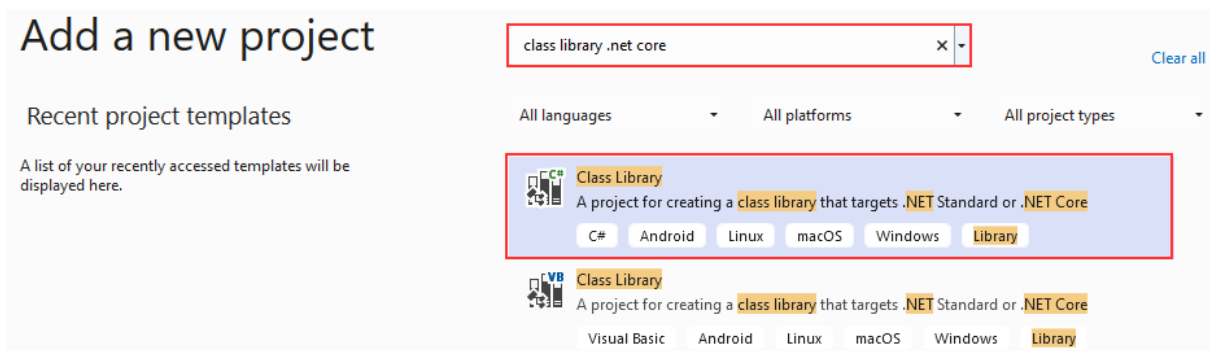 Add a new project
class library .net core
Clear all
Recent project templates
All languages
All platforms
All project types
A list of your recently accessed templates will be
displayed here.
C#
Class Library
A project for creating a class library that targets .NET Standard or .NET Core
C# Android Linux macOS Windows Library
VB
Class Library
A project for creating a class library that targets .NET Standard or .NET Core
Visual Basic Android Linux macOS Windows Library